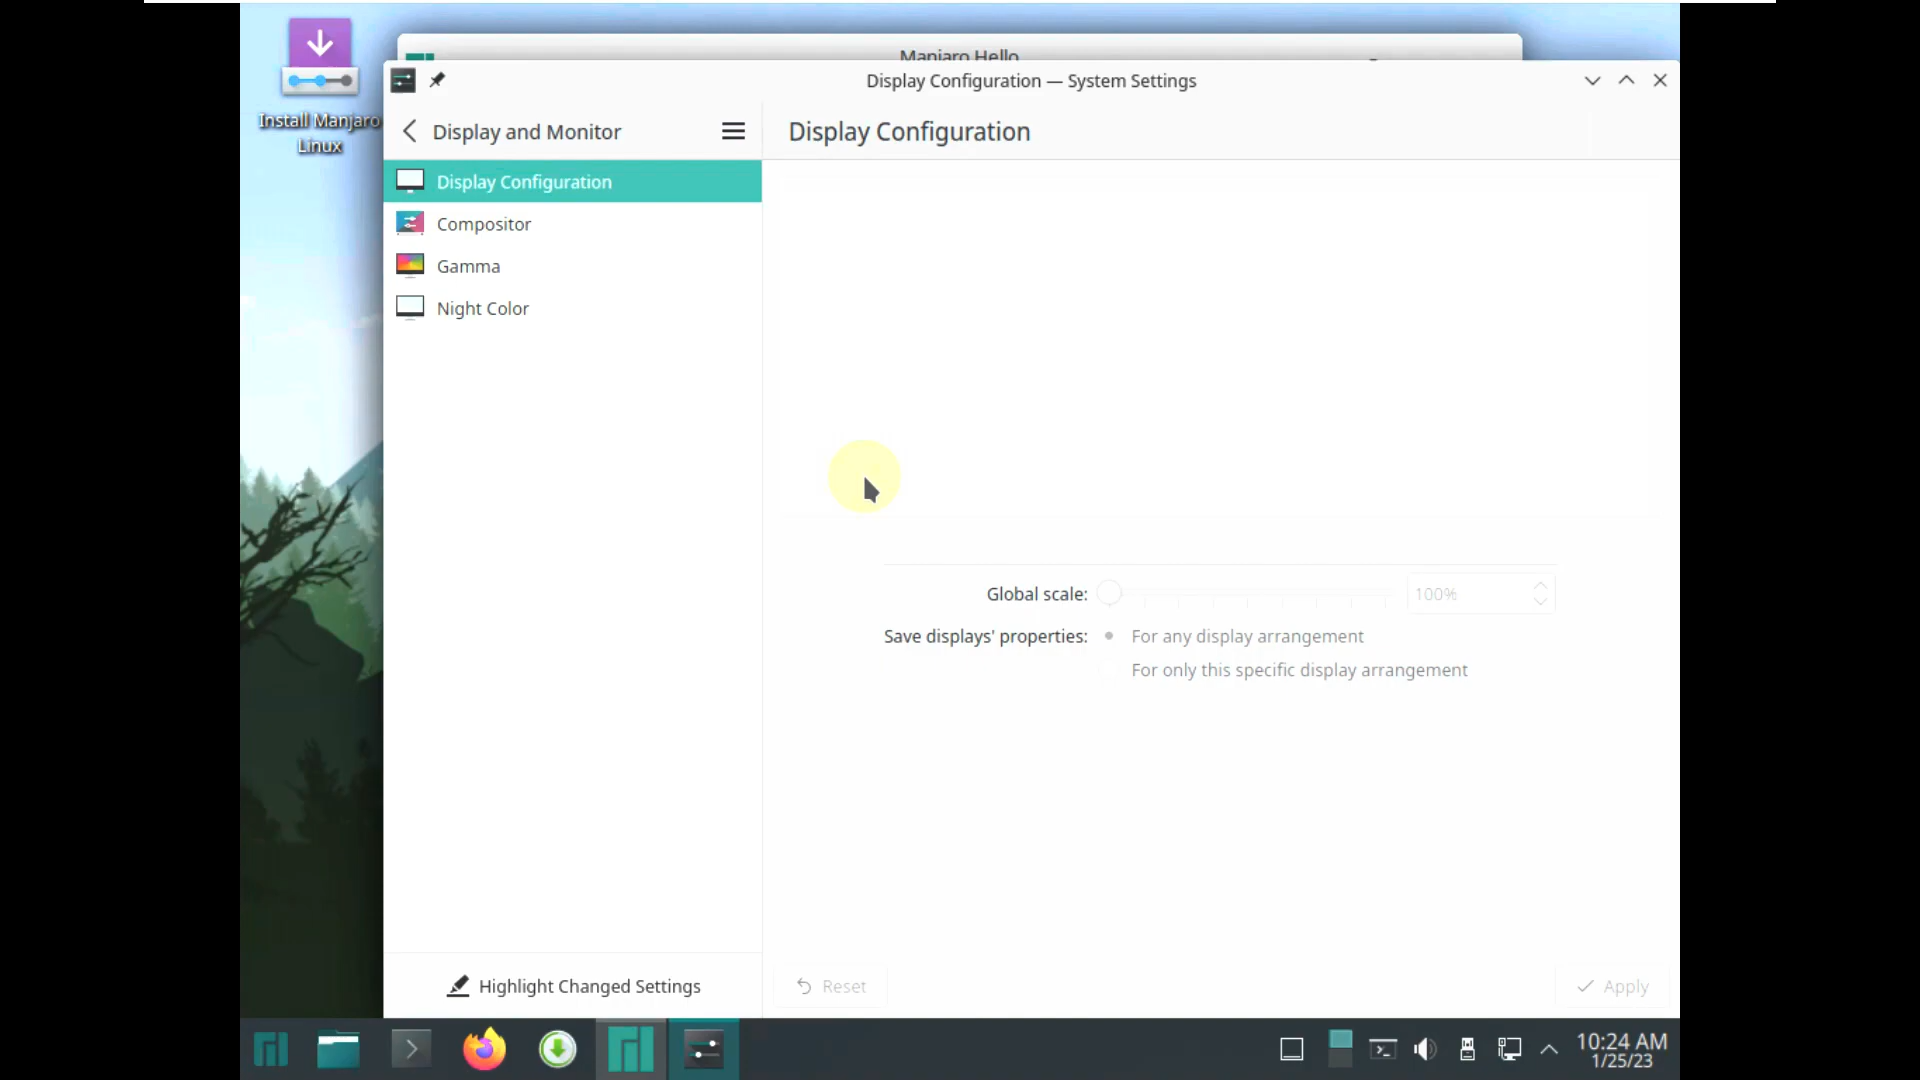 Install Manjaro
Linux
Manjaro Hello
Display Configuration — System Settings
Display and Monitor
Display Configuration
Display Configuration
Compositor
Gamma
Night Color
Global scale:
100%
Save displays' properties:
For any display arrangement
For only this specific display arrangement
Highlight Changed Settings
Reset
Apply
10:24 AM
1/25/23